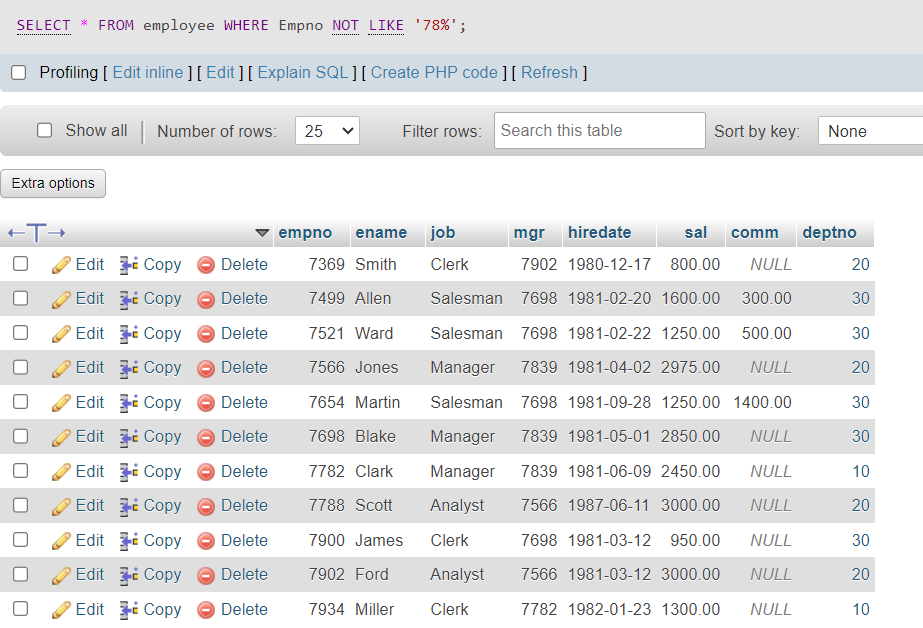 SELECT * FROM employee WHERE Empno NOT LIKE '78%';
Profiling [ Edit inline ] [ Edit ] [ Explain SQL ] [ Create PHP code ] [ Refresh ]
Show all Number of rows: 25 Filter rows: Search this table Sort by key: None
Extra options
empno ename job mgr hiredate sal comm deptno
Edit Copy Delete 7369 Smith Clerk 7902 1980-12-17 800.00 NULL 20
Edit Copy Delete 7499 Allen Salesman 7698 1981-02-20 1600.00 300.00 30
Edit Copy Delete 7521 Ward Salesman 7698 1981-02-22 1250.00 500.00 30
Edit Copy Delete 7566 Jones Manager 7839 1981-04-02 2975.00 NULL 20
Edit Copy Delete 7654 Martin Salesman 7698 1981-09-28 1250.00 1400.00 30
Edit Copy Delete 7698 Blake Manager 7839 1981-05-01 2850.00 NULL 30
Edit Copy Delete 7782 Clark Manager 7839 1981-06-09 2450.00 NULL 10
Edit Copy Delete 7788 Scott Analyst 7566 1987-06-11 3000.00 NULL 20
Edit Copy Delete 7900 James Clerk 7698 1981-03-12 950.00 NULL 30
Edit Copy Delete 7902 Ford Analyst 7566 1981-03-12 3000.00 NULL 20
Edit Copy Delete 7934 Miller Clerk 7782 1982-01-23 1300.00 NULL 10